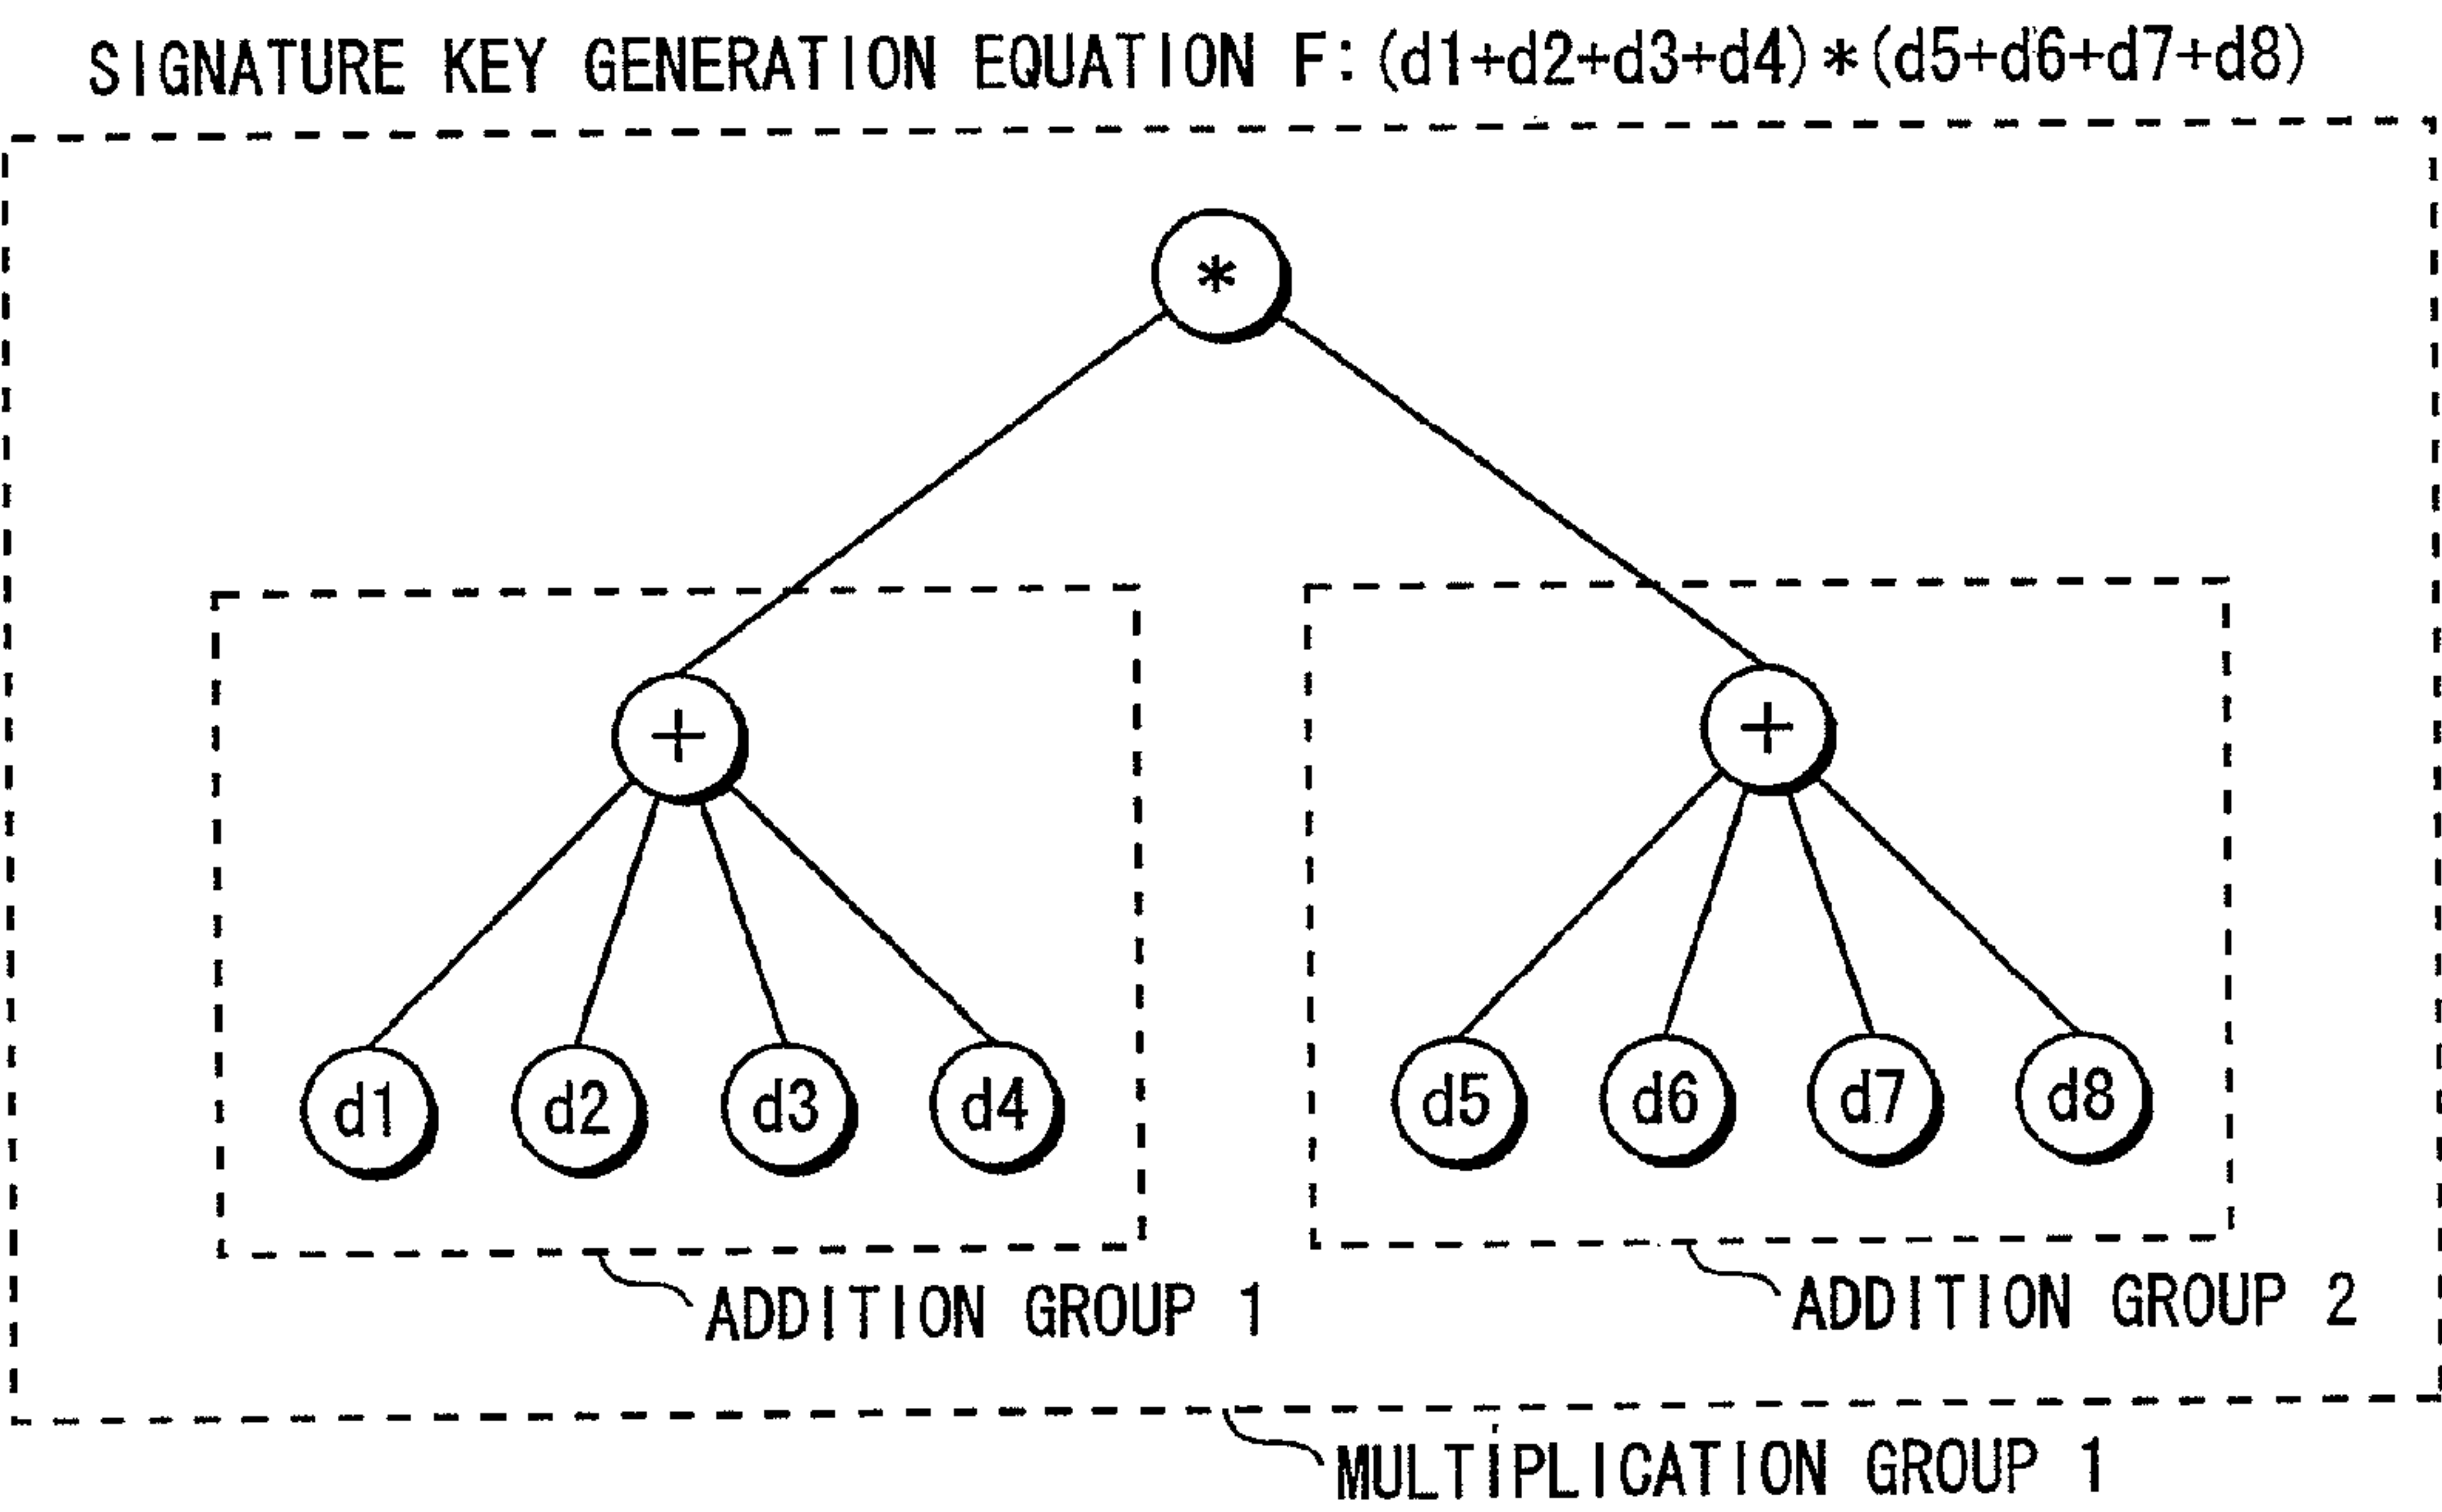 SIGNATURE KEY GENERATION EQUATION F:(d1+d2+d3+d4)*(d5+d6+d7+d8)
*
+ +
d1 d2 d3 d4 d5 d6 d7 d8
ADDITION GROUP 1
ADDITION GROUP 2
MULTIPLICATION GROUP 1